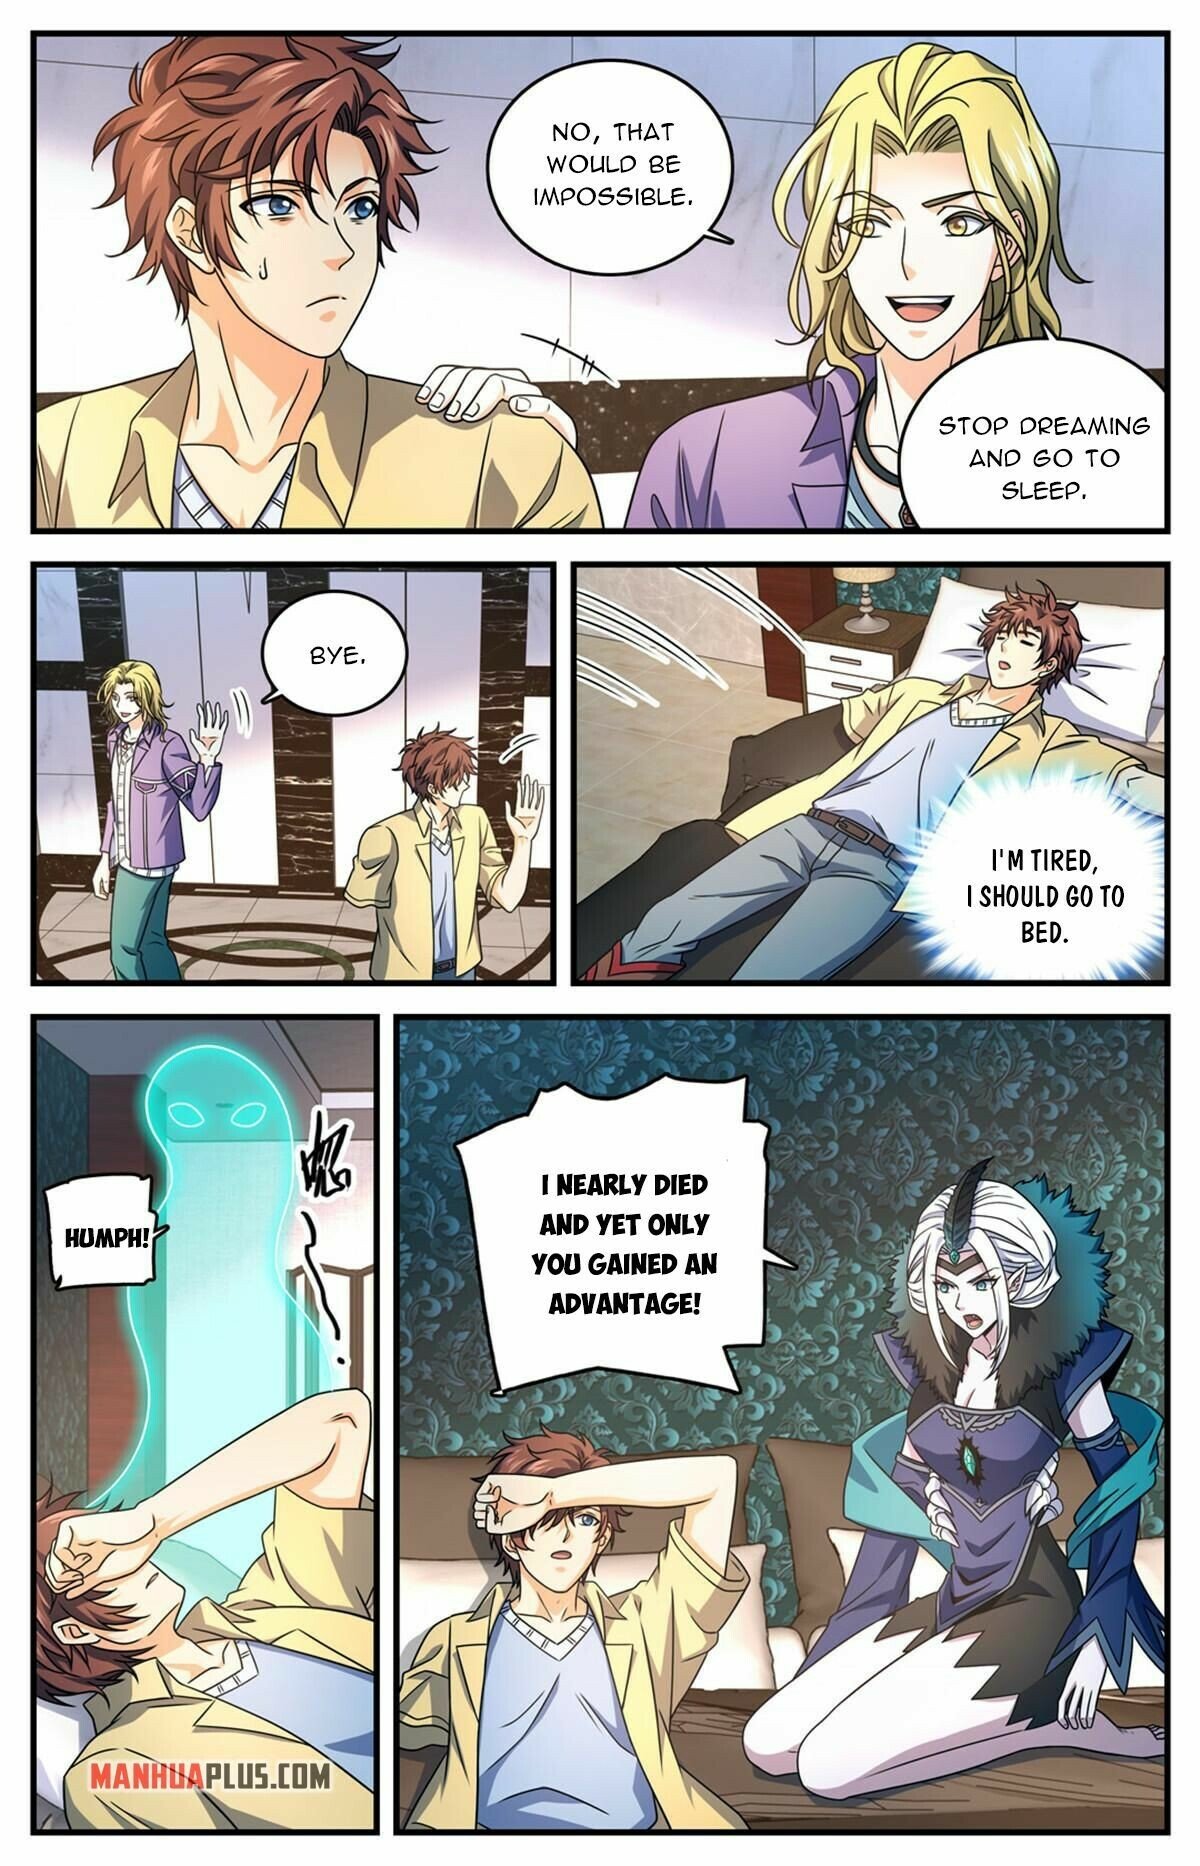 NO, THAT
WOULD BE
IMPOSSIBLE.
STOP DREAMING
AND GO TO
SLEEP.
BYE.
I'M TIRED,
I SHOULD GO TO
BED.
HUMPH!
I NEARLY DIED
AND YET ONLY
YOU GAINED AN
ADVANTAGE!
MANHUAPLUS.COM